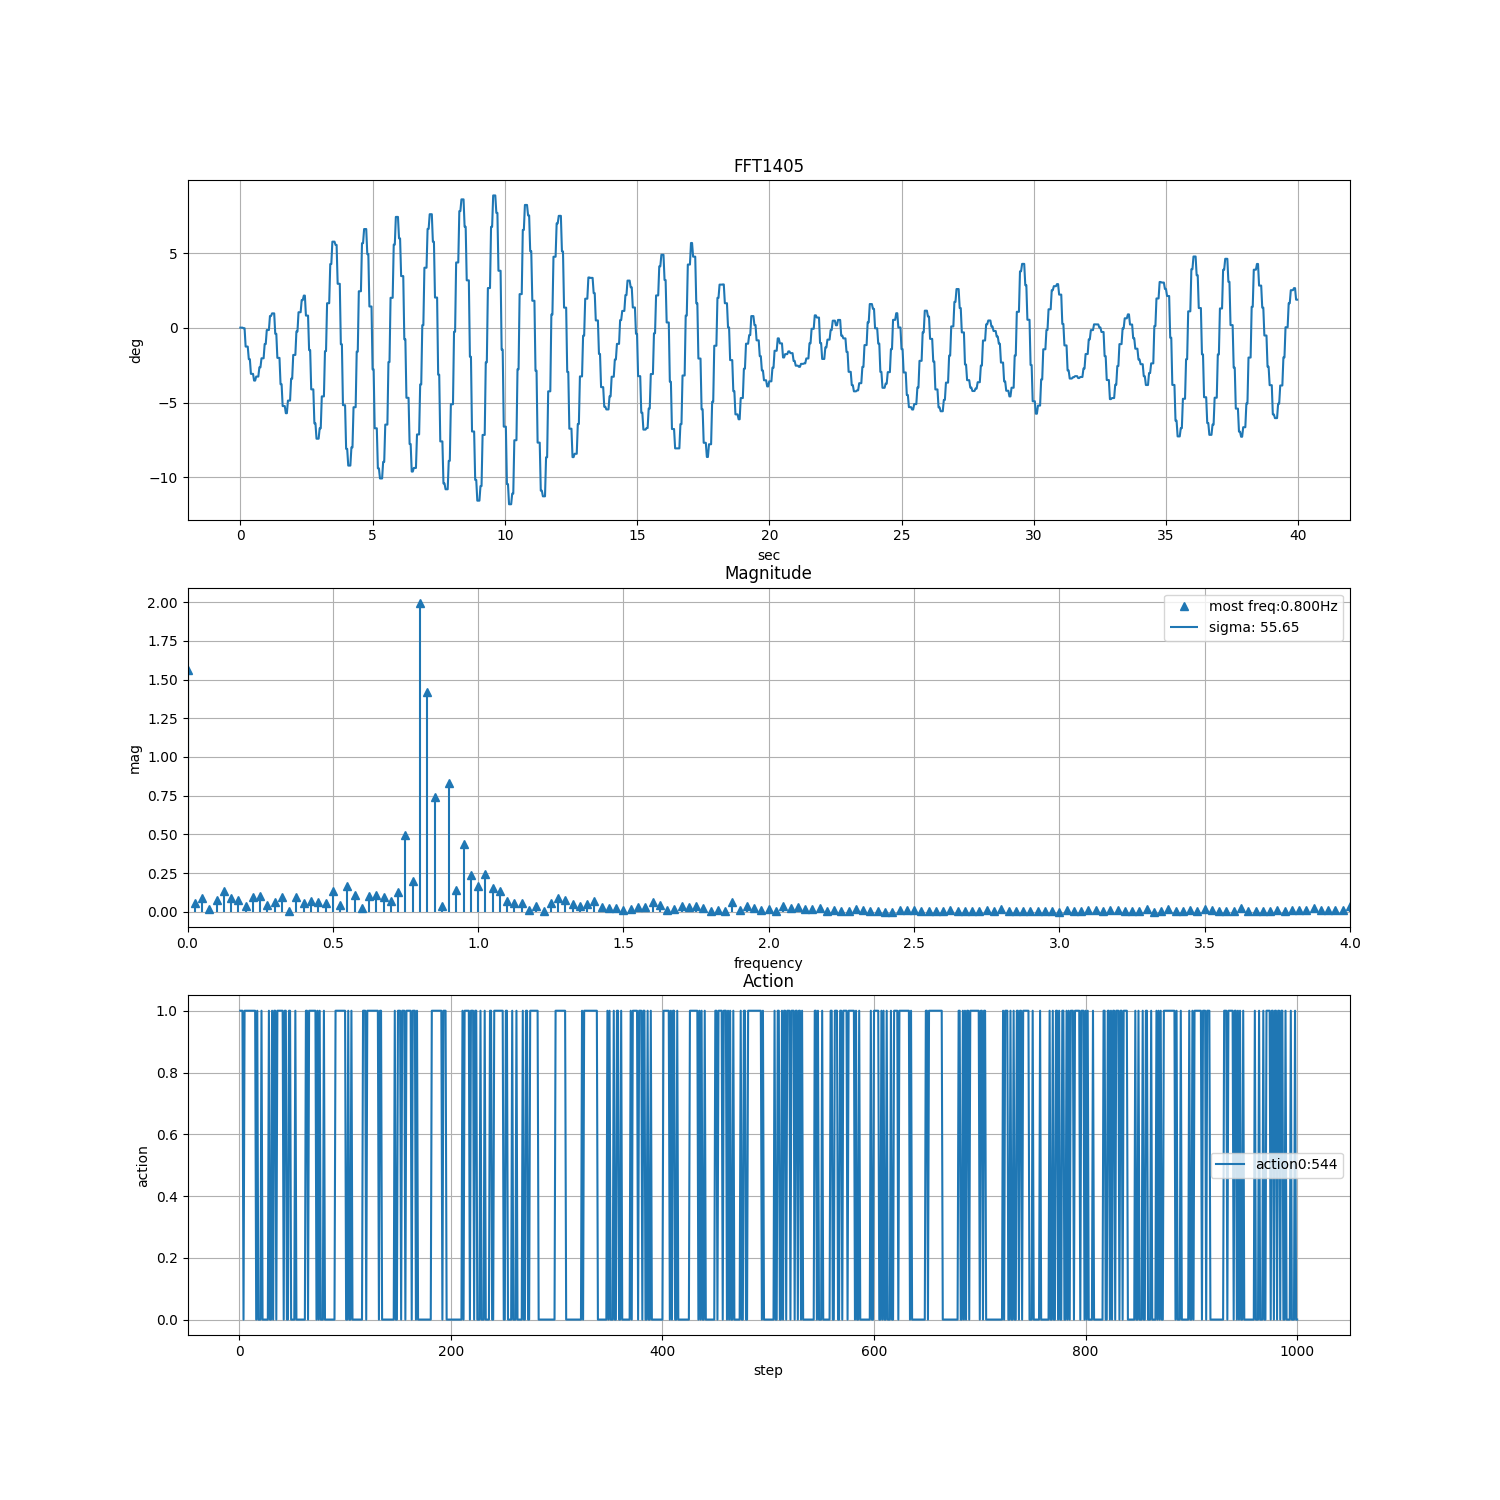 FFT1405
5
0
−5
−10
deg
0 5 10 15 20 25 30 35 40
sec
Magnitude
2.00
1.75
1.50
1.25
1.00
0.75
0.50
0.25
0.00
mag
most freq:0.800Hz
sigma: 55.65
0.0 0.5 1.0 1.5 2.0 2.5 3.0 3.5 4.0
frequency
Action
1.0
0.8
0.6
0.4
0.2
0.0
action
action0:544
0 200 400 600 800 1000
step